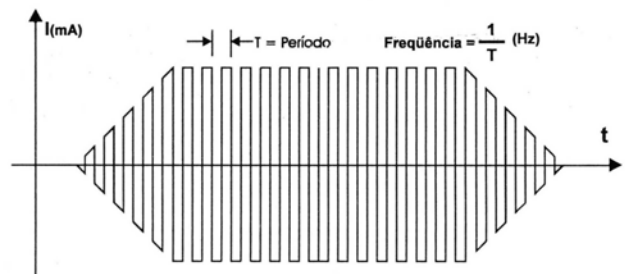 I(mA)
T = Período
Freqüência = 1/T (Hz)
t